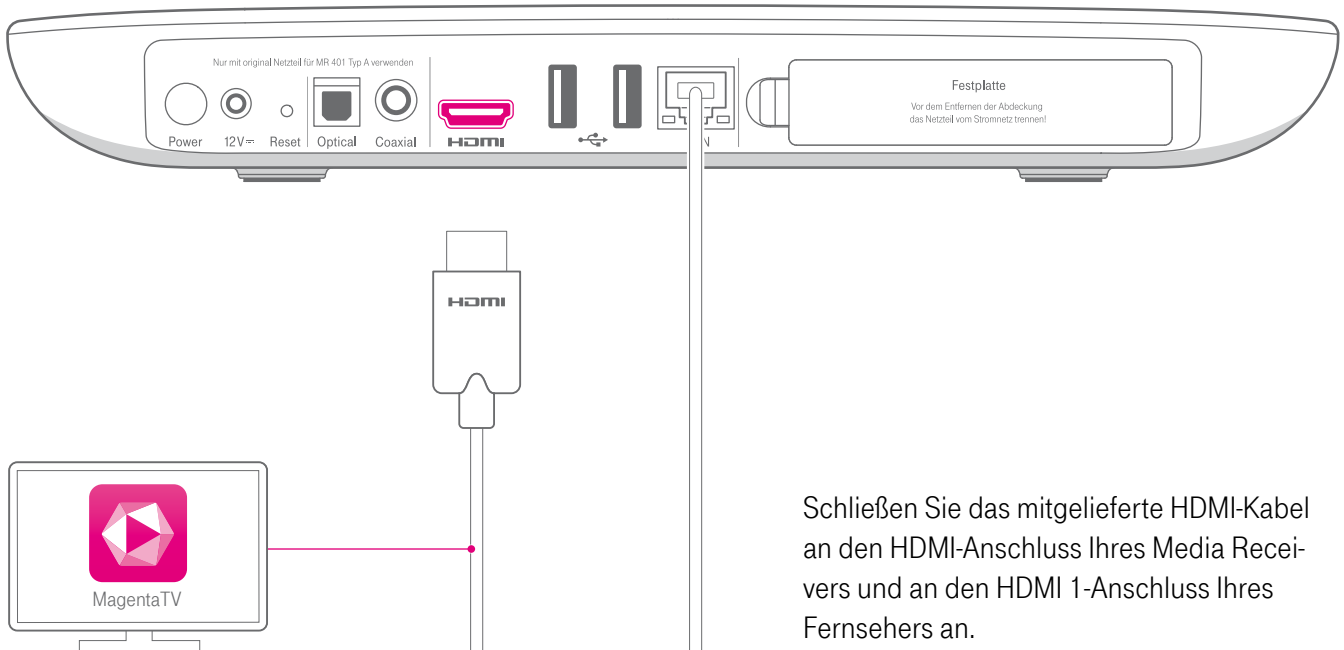 Nur mit original Netzteil für MR 401 Typ A verwenden
Power 12V Reset Optical Coaxial HDMI
Festplatte
Vor dem Entfernen der Abdeckung
das Netzteil vom Stromnetz trennen!
HDMI
MagentaTV
Schließen Sie das mitgelieferte HDMI-Kabel
an den HDMI-Anschluss Ihres Media Recei-
vers und an den HDMI 1-Anschluss Ihres
Fernsehers an.